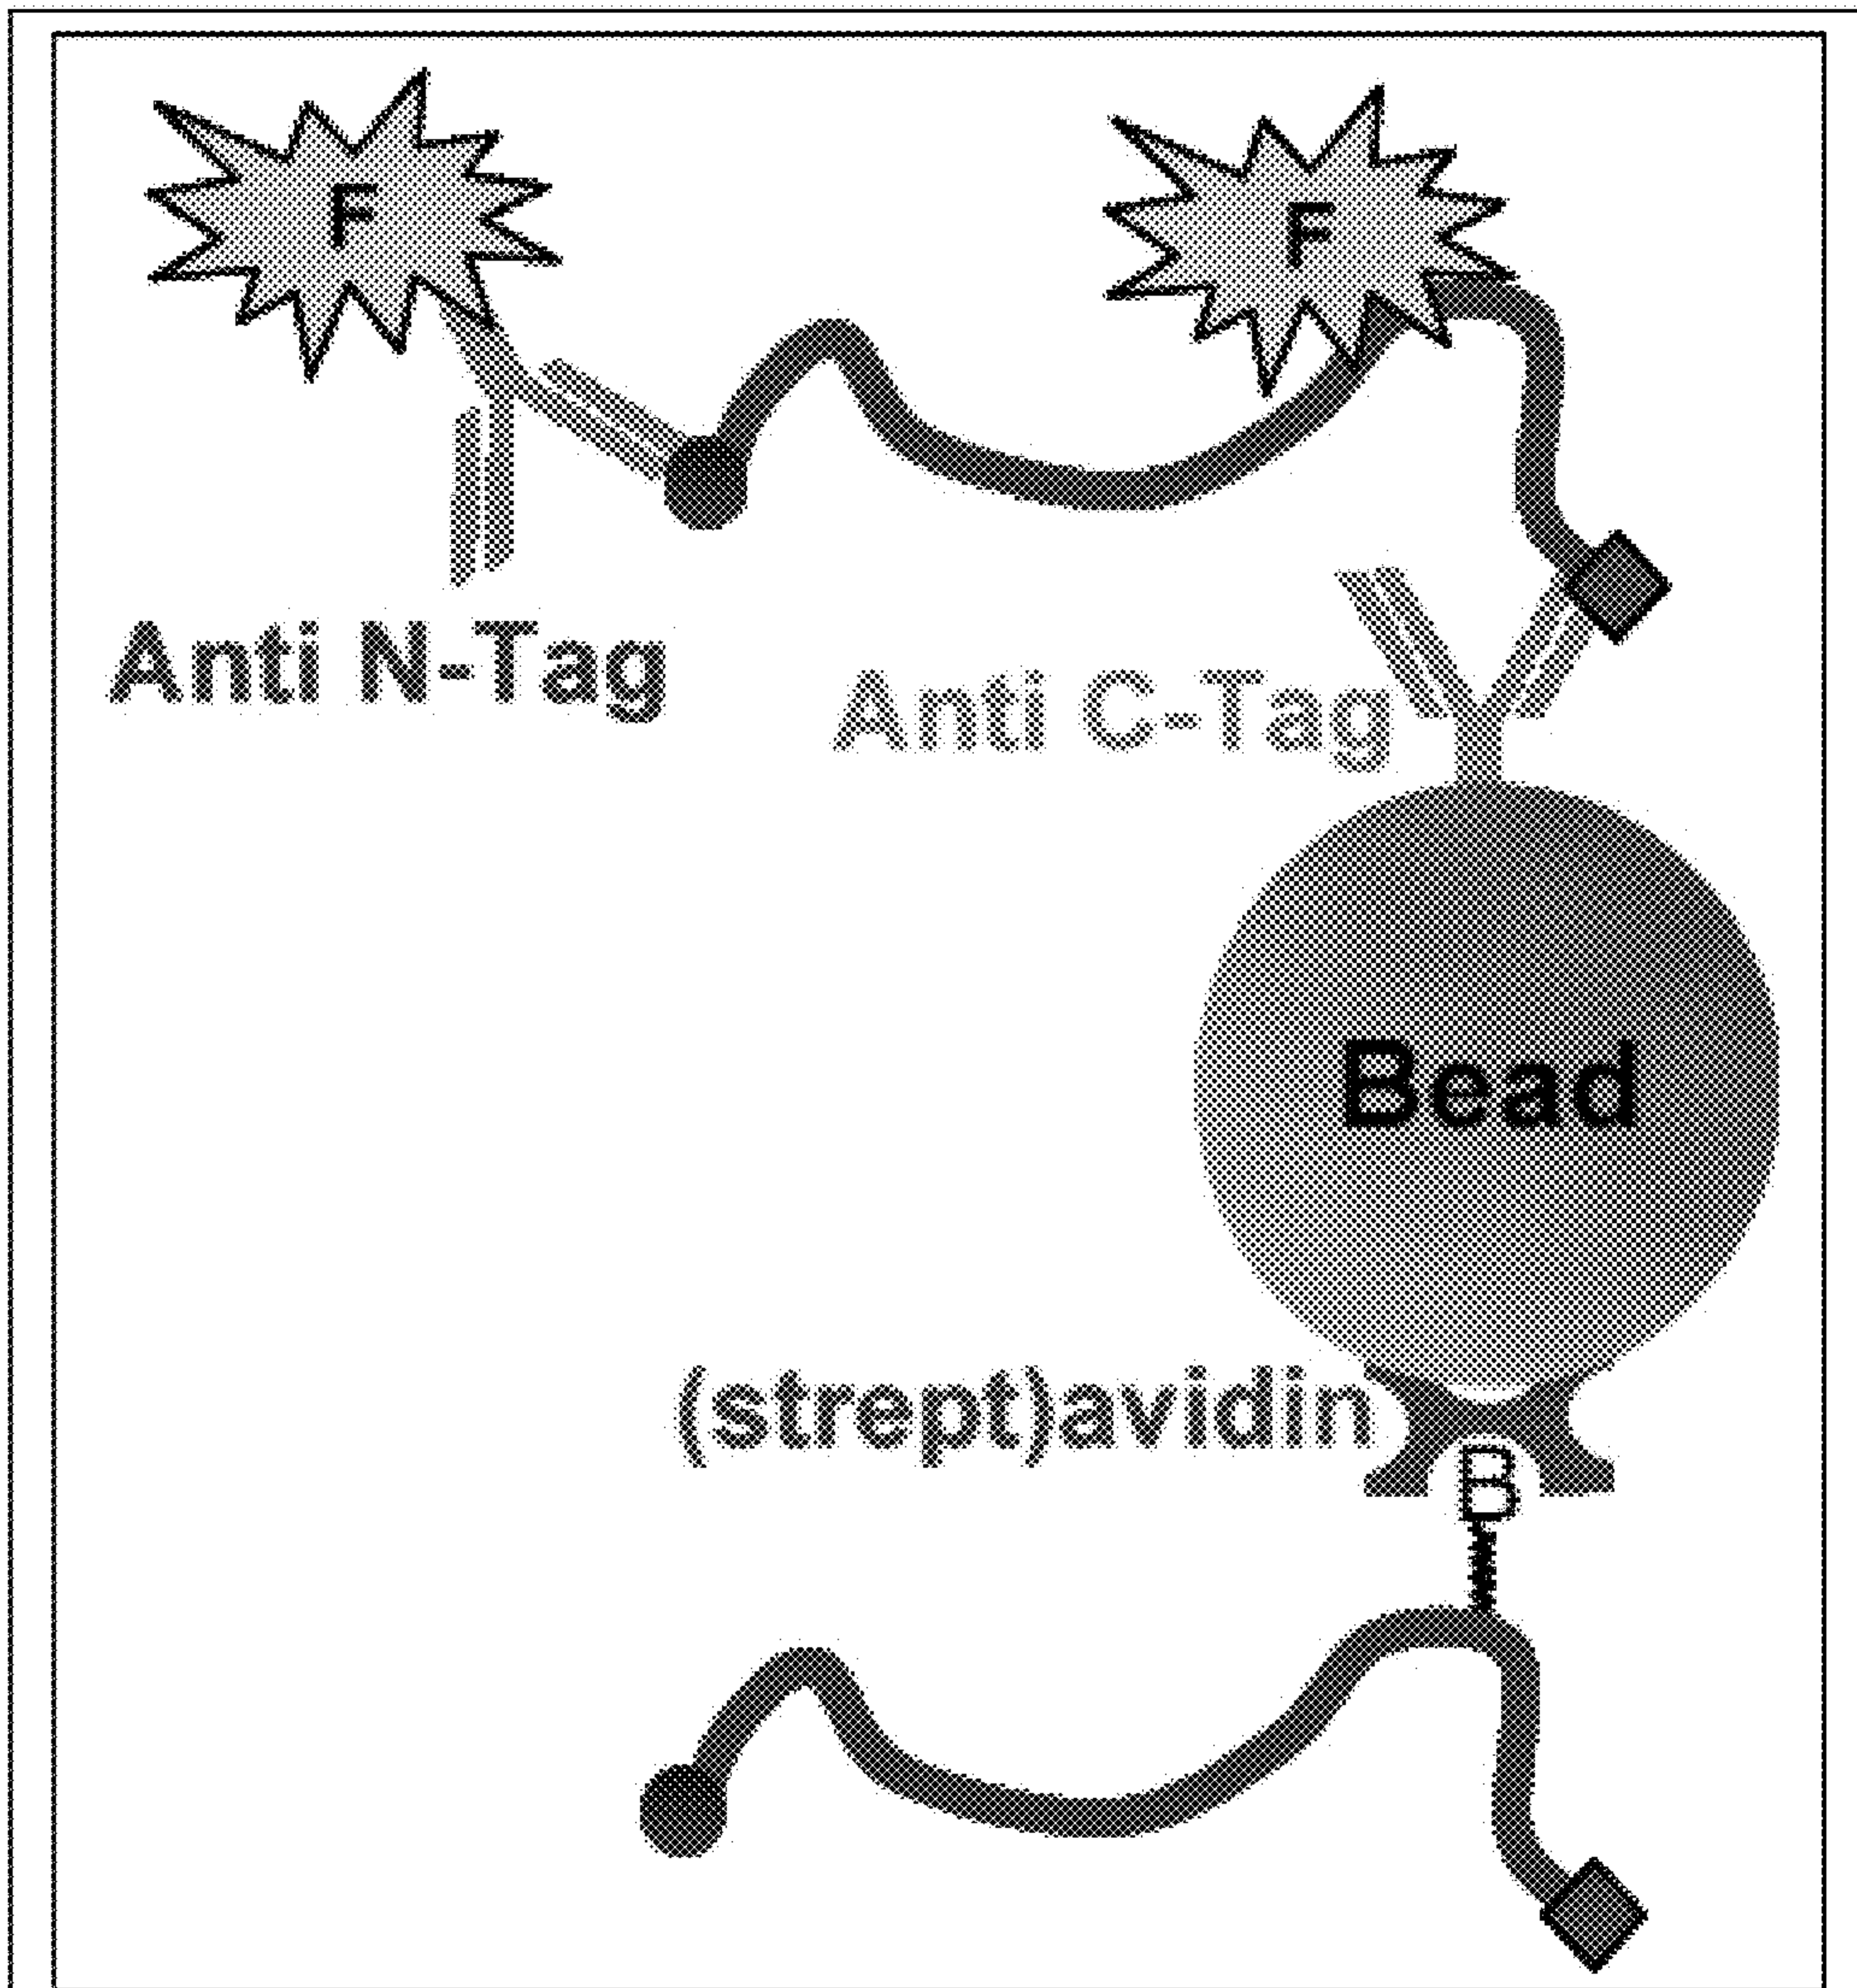 F
F
Anti N-Tag
Anti C-Tag
Bead
(strept)avidin
B